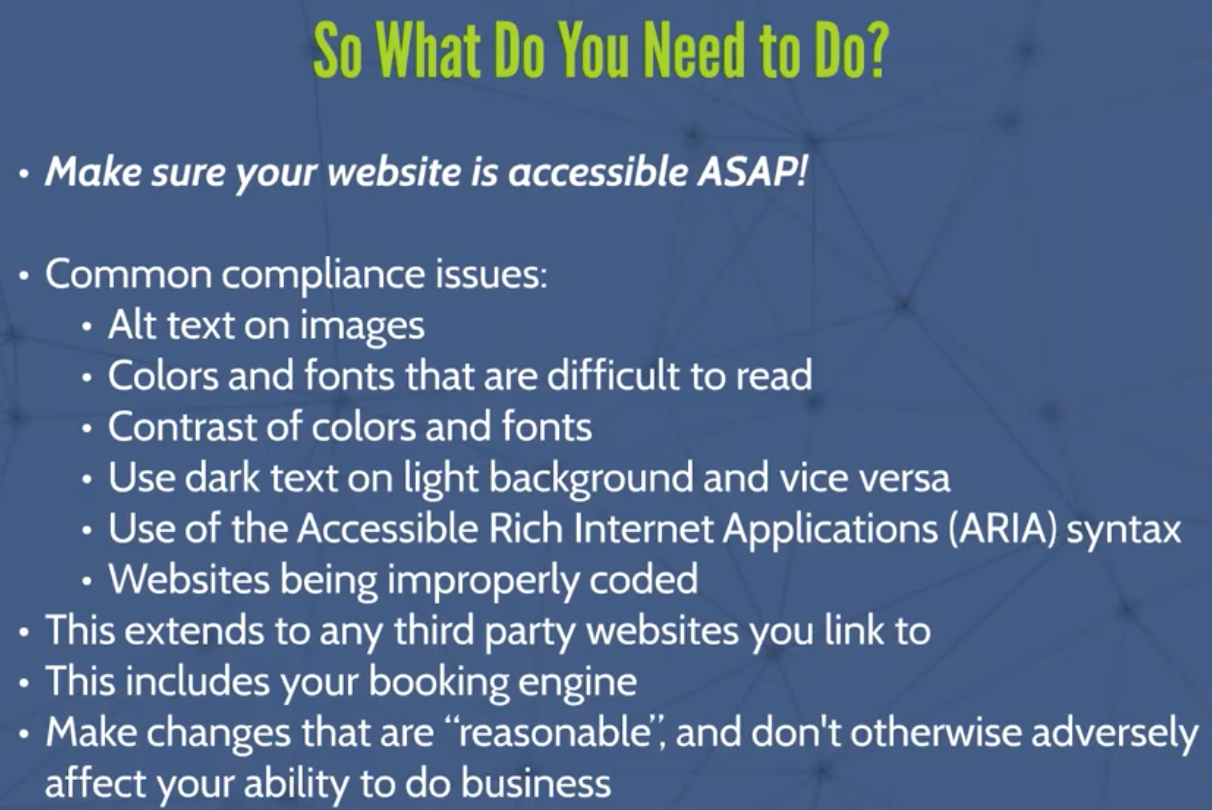 So What Do You Need to Do?
• Make sure your website is accessible ASAP!
• Common compliance issues:
• Alt text on images
• Colors and fonts that are difficult to read
• Contrast of colors and fonts
• Use dark text on light background and vice versa
• Use of the Accessible Rich Internet Applications (ARIA) syntax
• Websites being improperly coded
• This extends to any third party websites you link to
• This includes your booking engine
• Make changes that are “reasonable”, and don't otherwise adversely
affect your ability to do business